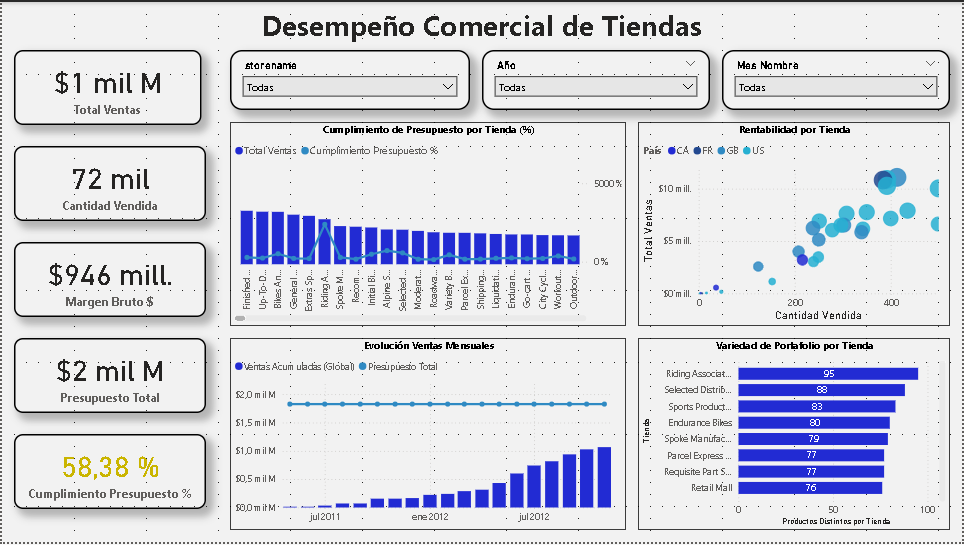 Desempeño Comercial de Tiendas
$1 mil M
Total Ventas
72 mil
Cantidad Vendida
$946 mill.
Margen Bruto $
$2 mil M
Presupuesto Total
58,38 %
Cumplimiento Presupuesto %
storename
Todas
Año
Todas
Mes Nombre
Todas
Cumplimiento de Presupuesto por Tienda (%)
Total Ventas Cumplimiento Presupuesto %
5000 %
0 %
Finished...
Up-To-D...
Bikes An...
General ...
Extras Sp...
Riding A...
Spoke M...
Recom...
Initial Bi...
Alpine S...
Selected...
Moderat...
Roadwa...
Variety B...
Parcel Ex...
Shipping...
Liquidati...
Enduran...
Go-cart ...
City Cycl...
Workout...
Outdoor...
Rentabilidad por Tienda
País CA FR GB US
Total Ventas
$10 mill.
$5 mill.
$0 mill.
0 200 400
Cantidad Vendida
Evolución Ventas Mensuales
Ventas Acumuladas (Global) Presupuesto Total
$2,0 mil M
$1,5 mil M
$1,0 mil M
$0,5 mil M
$0,0 mil M
jul 2011 ene 2012 jul 2012
Variedad de Portafolio por Tienda
Tienda
Riding Associat... 95
Selected Distrib... 88
Sports Product... 83
Endurance Bikes 80
Spoke Manufac... 79
Parcel Express ... 77
Requisite Part S... 77
Retail Mall 76
0 50 100
Productos Distintos por Tienda